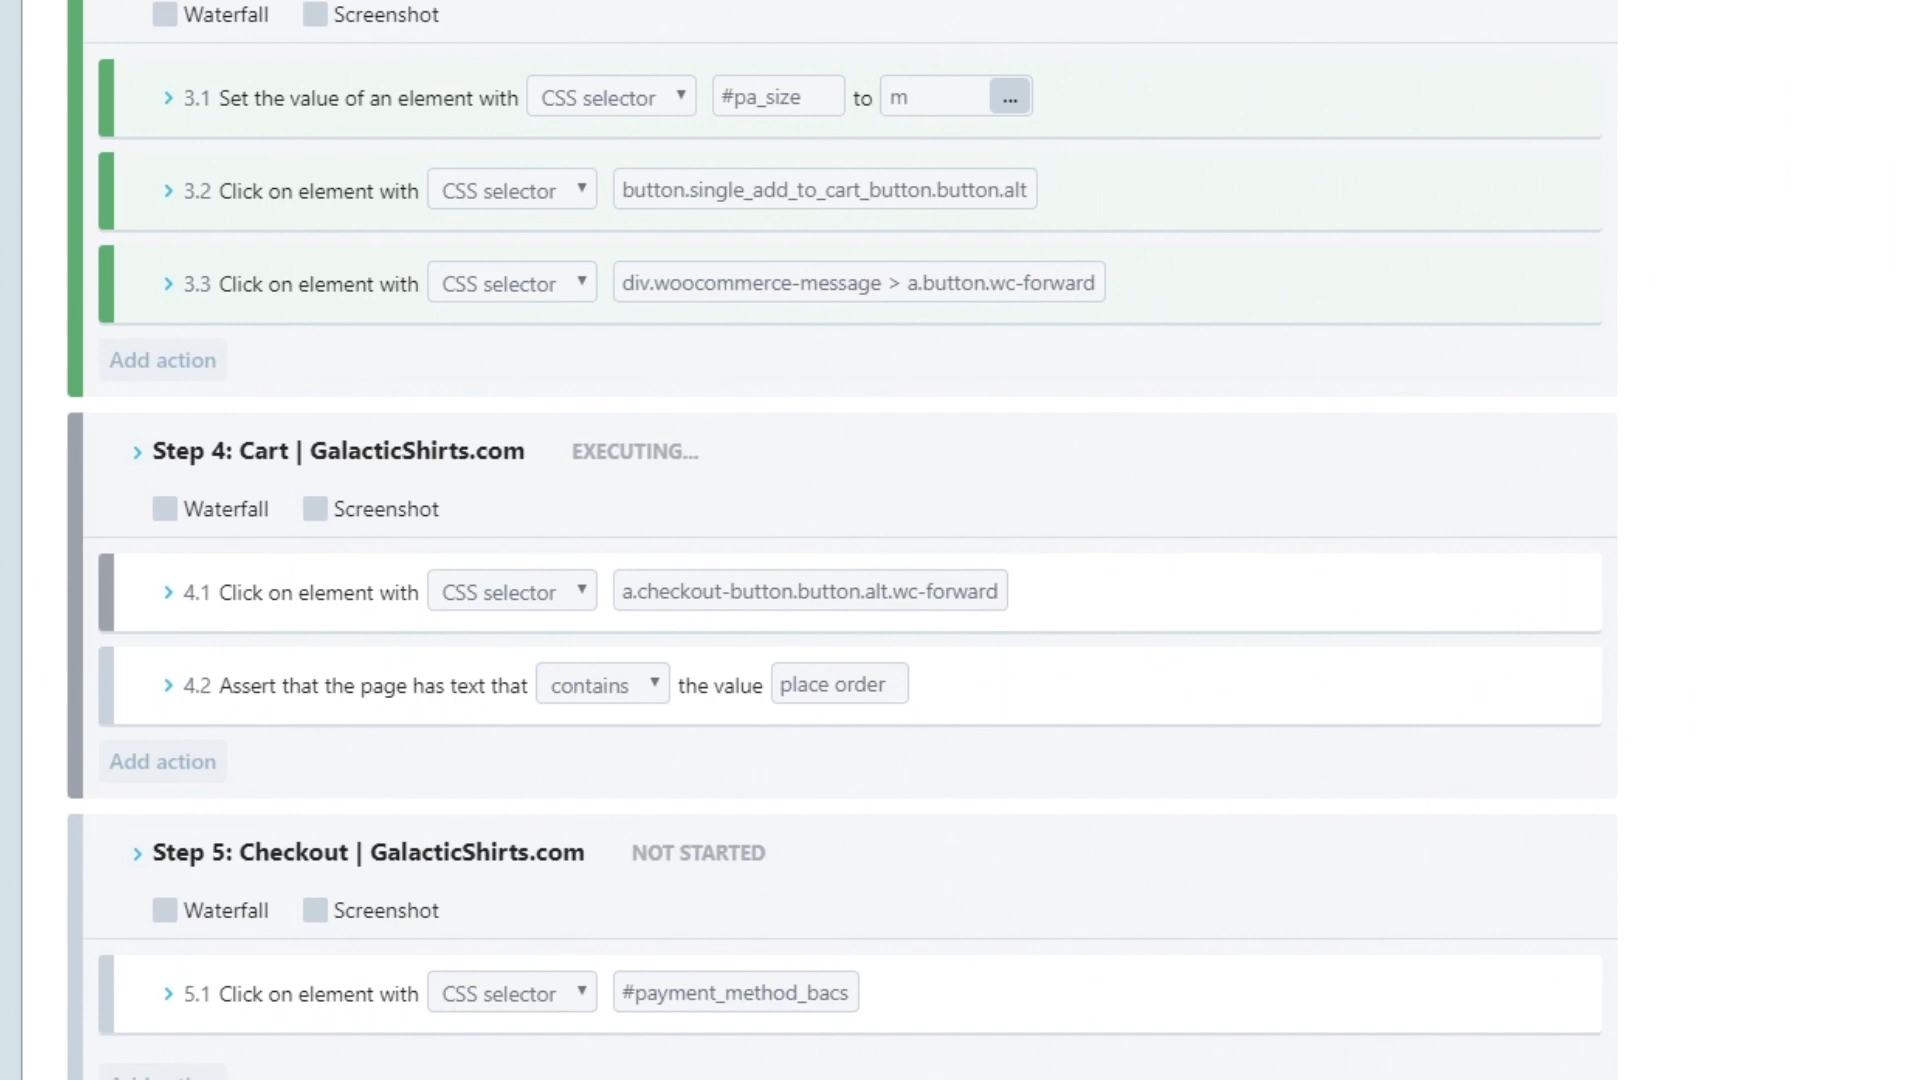 Waterfall Screenshot
3.1 Set the value of an element with CSS selector #pa_size to m ...
3.2 Click on element with CSS selector button.single_add_to_cart_button.button.alt
3.3 Click on element with CSS selector div.woocommerce-message > a.button.wc-forward
Add action
Step 4: Cart | GalacticShirts.com EXECUTING...
Waterfall Screenshot
4.1 Click on element with CSS selector a.checkout-button.button.alt.wc-forward
4.2 Assert that the page has text that contains the value place order
Add action
Step 5: Checkout | GalacticShirts.com NOT STARTED
Waterfall Screenshot
5.1 Click on element with CSS selector #payment_method_bacs